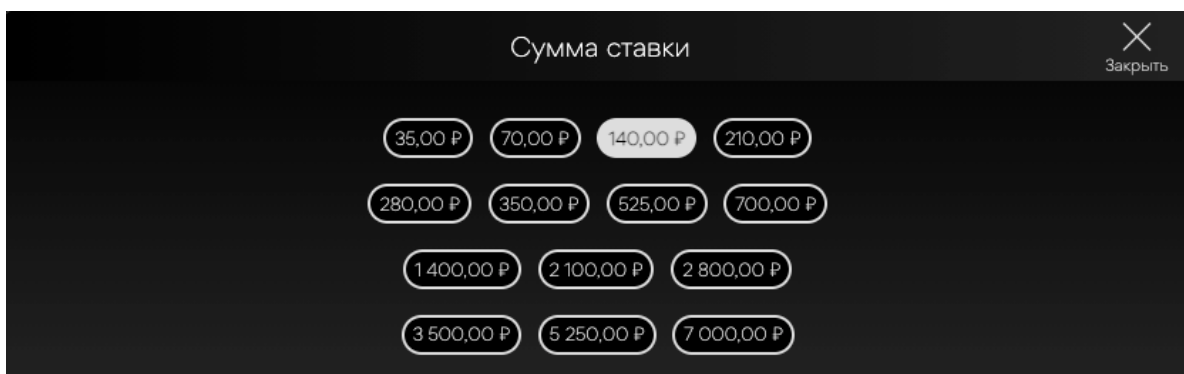 Сумма ставки
Закрыть
35,00 ₽ 70,00 ₽ 140,00 ₽ 210,00 ₽
280,00 ₽ 350,00 ₽ 525,00 ₽ 700,00 ₽
1 400,00 ₽ 2 100,00 ₽ 2 800,00 ₽
3 500,00 ₽ 5 250,00 ₽ 7 000,00 ₽